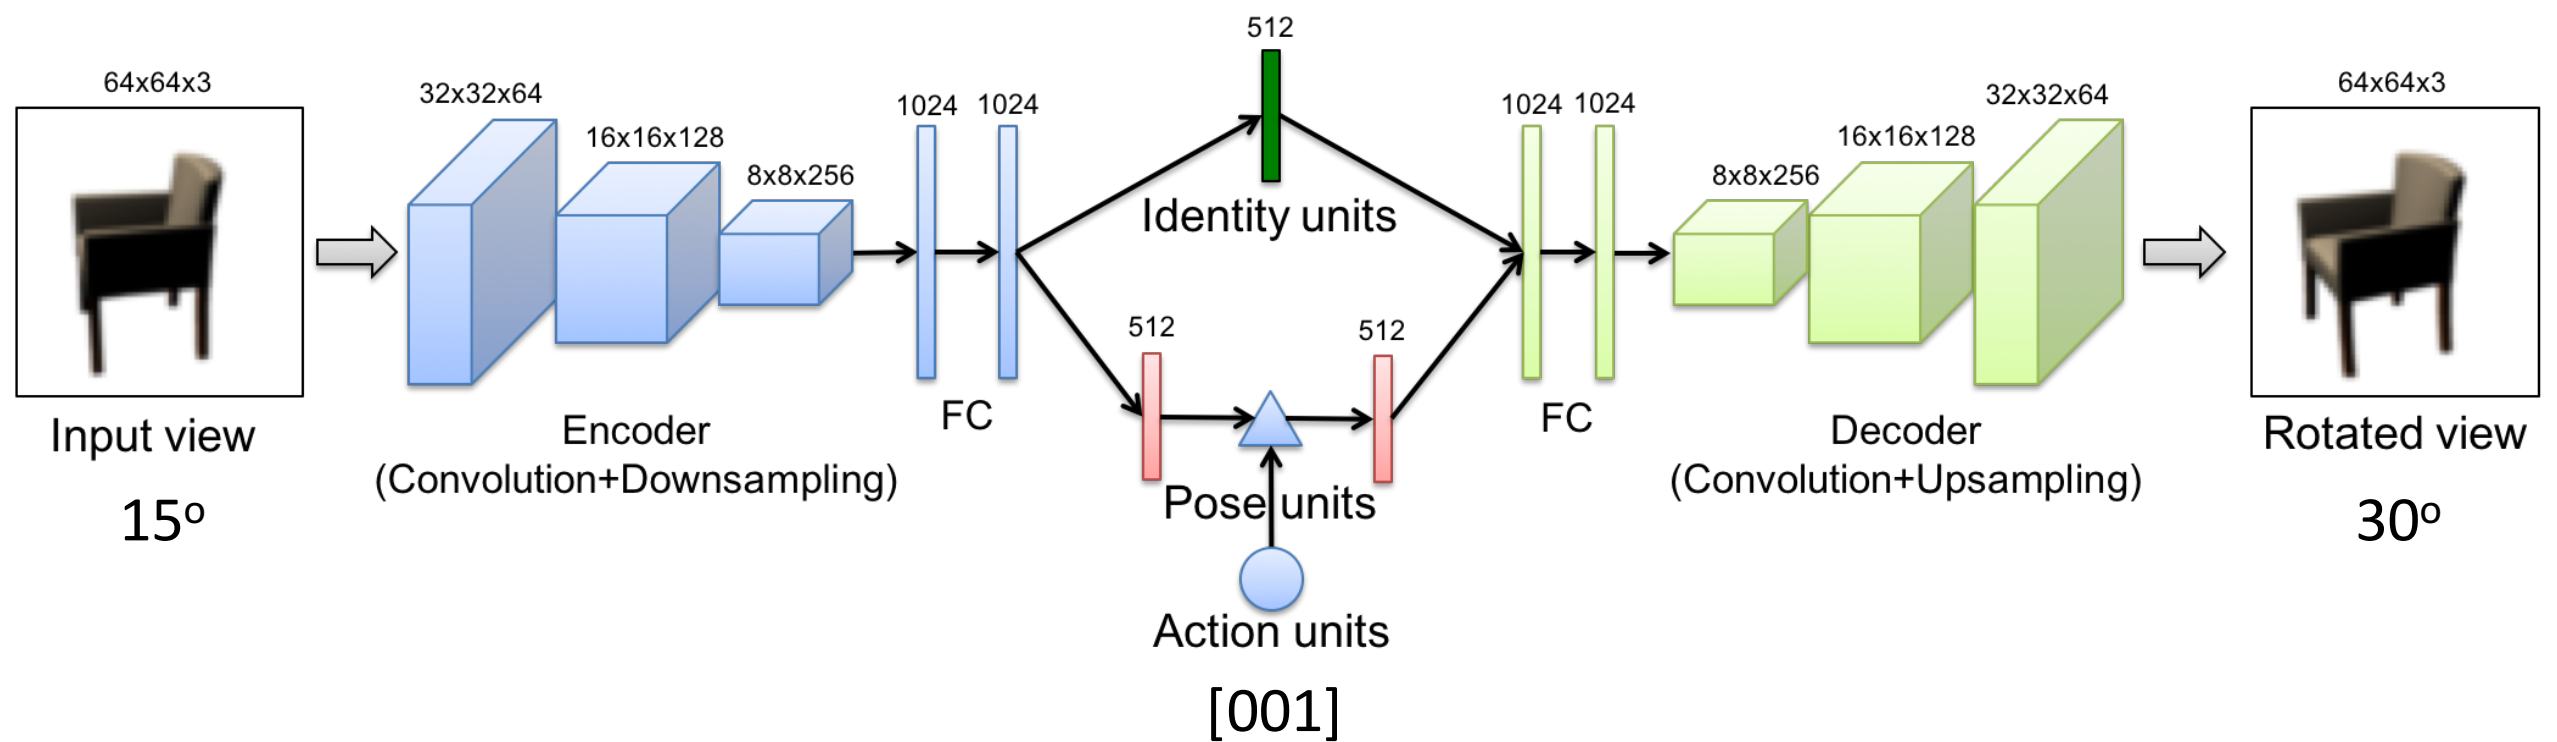 64x64x3
Input view
15º
32x32x64
16x16x128
8x8x256
Encoder
(Convolution+Downsampling)
1024
1024
FC
512
Identity units
512
512
Pose units
Action units
[001]
1024
1024
FC
8x8x256
16x16x128
32x32x64
Decoder
(Convolution+Upsampling)
64x64x3
Rotated view
30º